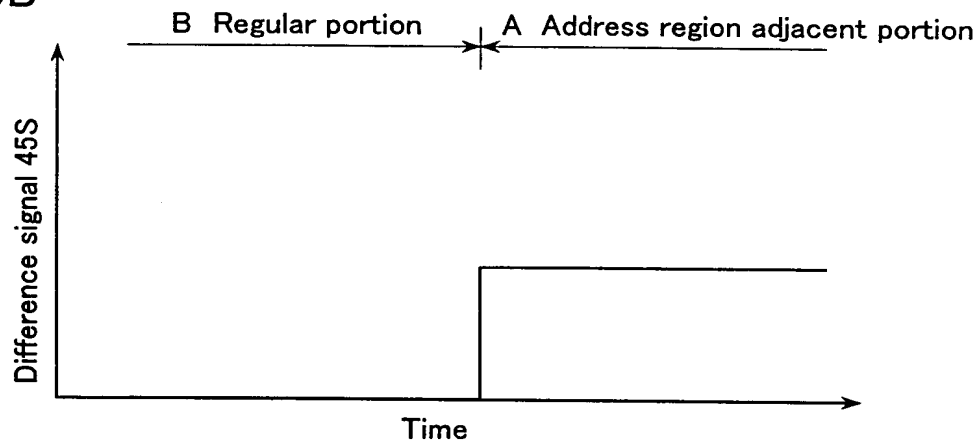 B Regular portion
A Address region adjacent portion
Difference signal 45S
Time